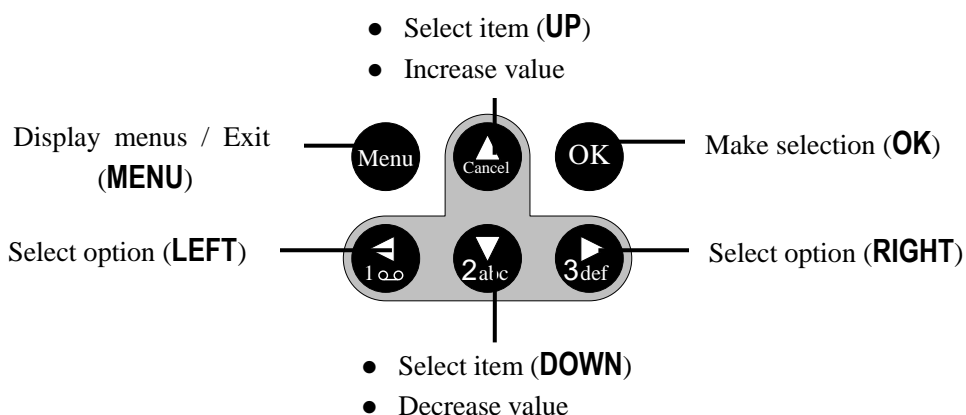 ● Select item (UP)
● Increase value
Display menus / Exit
(MENU)
Menu
Cancel
OK
Make selection (OK)
Select option (LEFT)
1
2abc
3def
Select option (RIGHT)
● Select item (DOWN)
● Decrease value